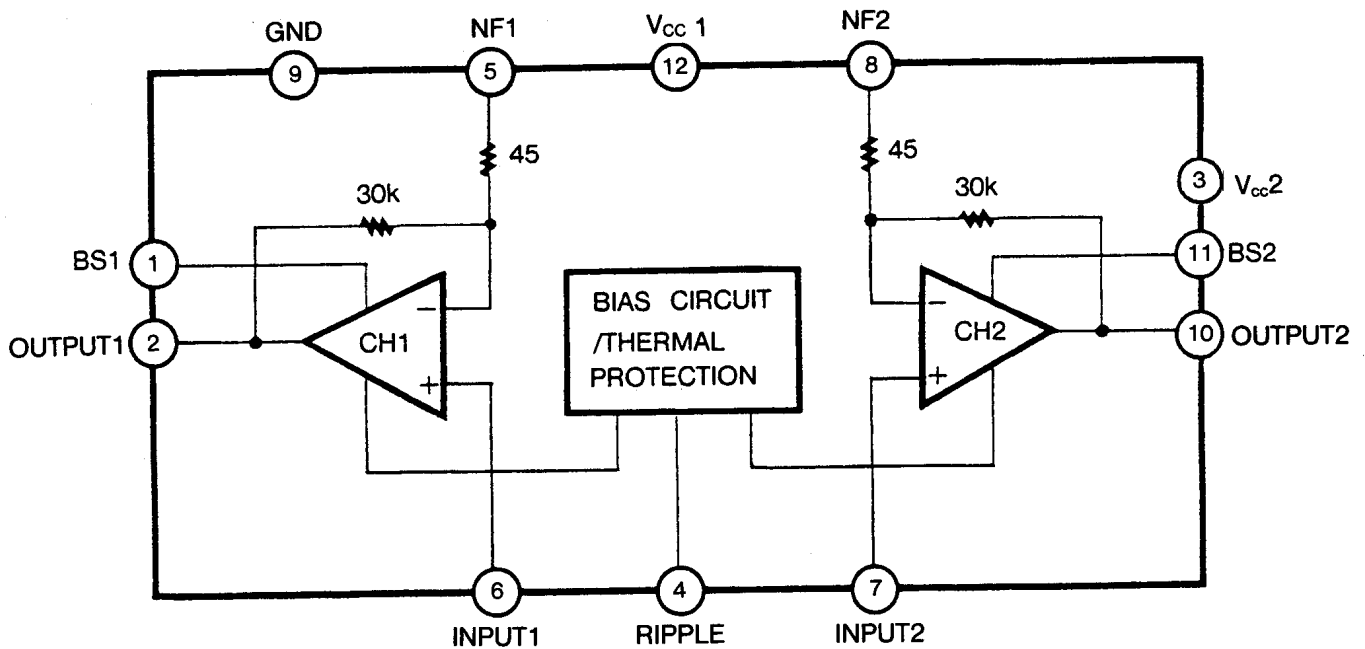 GND
NF1
Vcc 1
NF2
9
5
12
8
45
45
3
Vcc2
30k
30k
BS1
1
11
BS2
OUTPUT1
2
CH1
−
+
BIAS CIRCUIT
/THERMAL
PROTECTION
−
+
CH2
10
OUTPUT2
6
4
7
INPUT1
RIPPLE
INPUT2